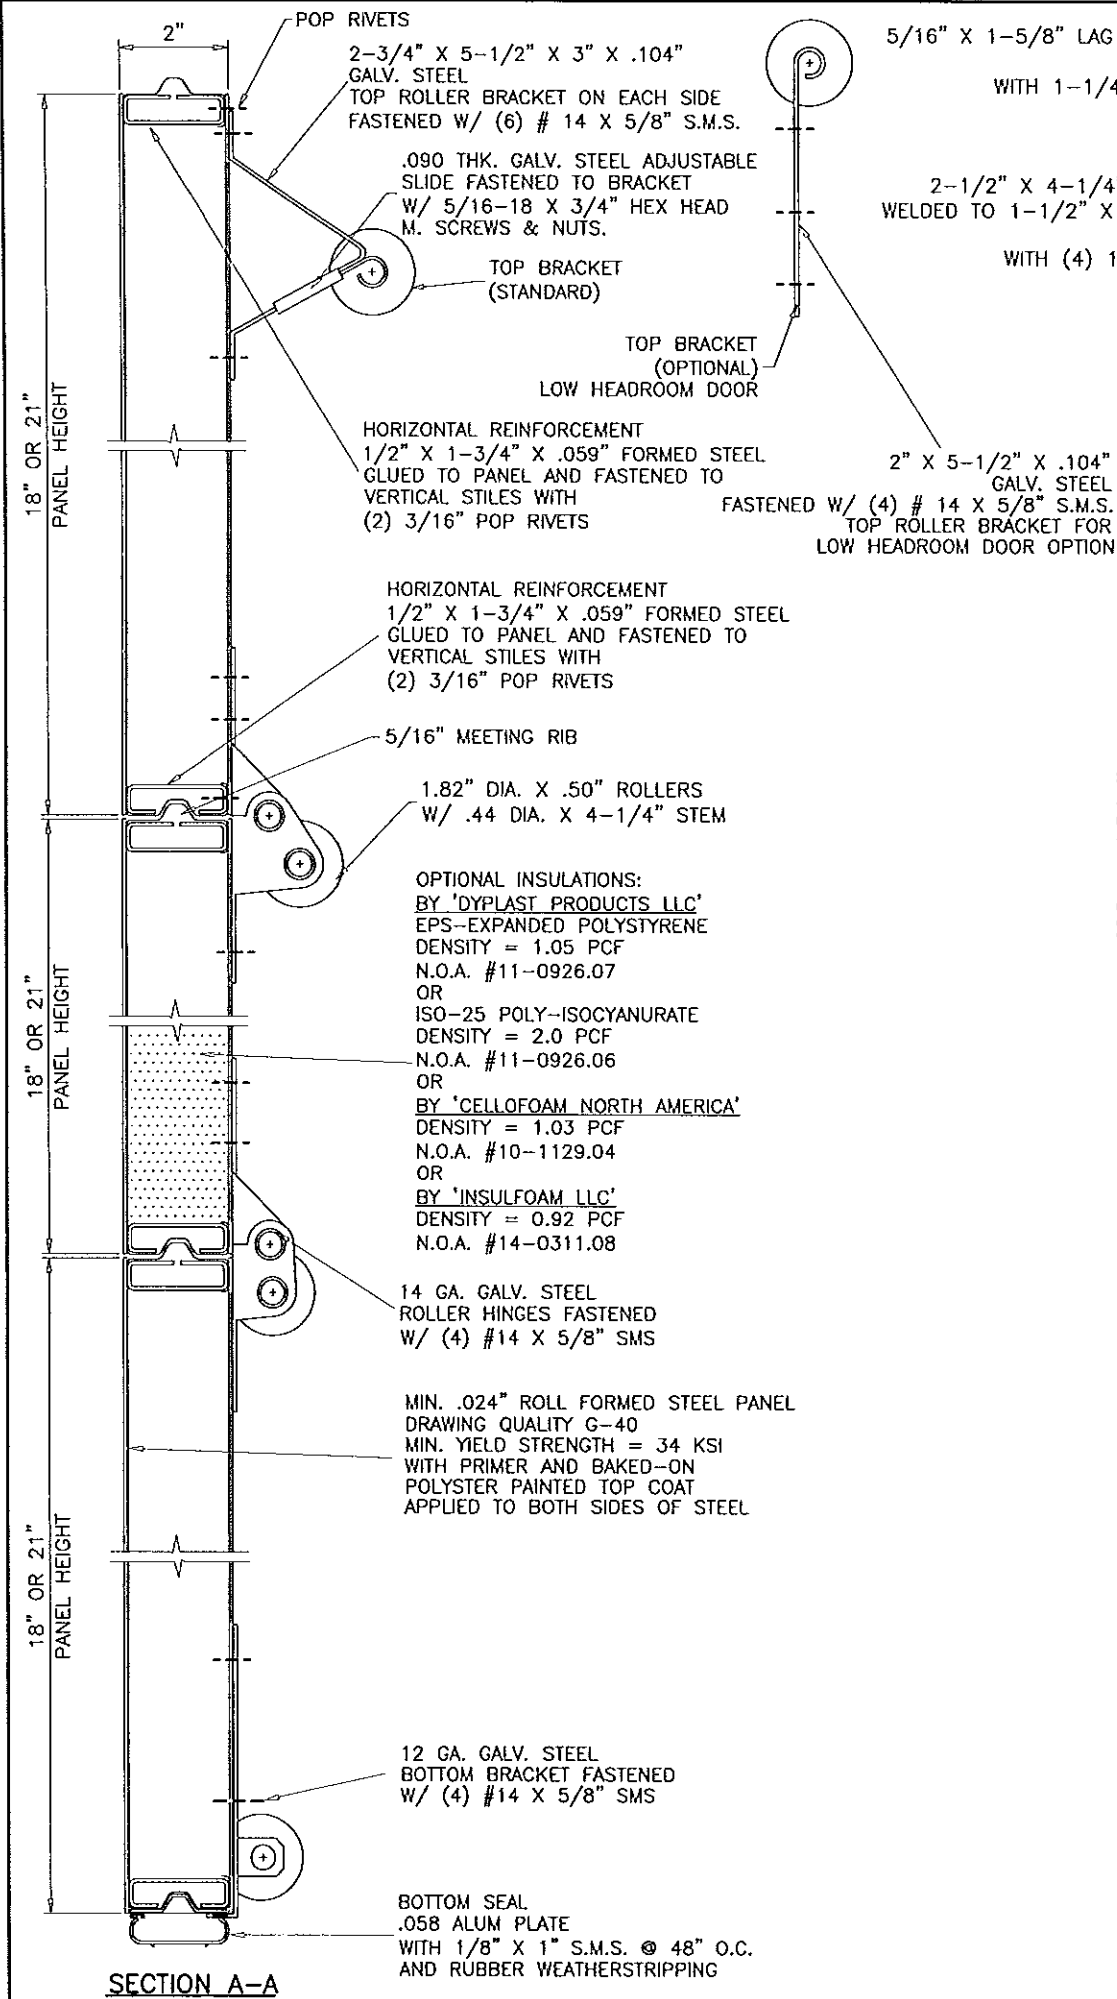 2"
POP RIVETS
2-3/4" X 5-1/2" X 3" X .104"
GALV. STEEL
TOP ROLLER BRACKET ON EACH SIDE
FASTENED W/ (6) # 14 X 5/8" S.M.S.
.090 THK. GALV. STEEL ADJUSTABLE
SLIDE FASTENED TO BRACKET
W/ 5/16-18 X 3/4" HEX HEAD
M. SCREWS & NUTS.
TOP BRACKET
(STANDARD)
5/16" X 1-5/8" LAG
WITH 1-1/4
2-1/2" X 4-1/4"
WELDED TO 1-1/2" X
WITH (4) 1
TOP BRACKET
(OPTIONAL)
LOW HEADROOM DOOR
18" OR 21"
PANEL HEIGHT
HORIZONTAL REINFORCEMENT
1/2" X 1-3/4" X .059" FORMED STEEL
GLUED TO PANEL AND FASTENED TO
VERTICAL STILES WITH
(2) 3/16" POP RIVETS
2" X 5-1/2" X .104"
GALV. STEEL
FASTENED W/ (4) # 14 X 5/8" S.M.S.
TOP ROLLER BRACKET FOR
LOW HEADROOM DOOR OPTION
HORIZONTAL REINFORCEMENT
1/2" X 1-3/4" X .059" FORMED STEEL
GLUED TO PANEL AND FASTENED TO
VERTICAL STILES WITH
(2) 3/16" POP RIVETS
5/16" MEETING RIB
1.82" DIA. X .50" ROLLERS
W/ .44 DIA. X 4-1/4" STEM
18" OR 21"
PANEL HEIGHT
OPTIONAL INSULATIONS:
BY 'DYPLAST PRODUCTS LLC'
EPS-EXPANDED POLYSTYRENE
DENSITY = 1.05 PCF
N.O.A. #11-0926.07
OR
ISO-25 POLY-ISOCYANURATE
DENSITY = 2.0 PCF
N.O.A. #11-0926.06
OR
BY 'CELLOFOAM NORTH AMERICA'
DENSITY = 1.03 PCF
N.O.A. #10-1129.04
OR
BY 'INSULFOAM LLC'
DENSITY = 0.92 PCF
N.O.A. #14-0311.08
14 GA. GALV. STEEL
ROLLER HINGES FASTENED
W/ (4) #14 X 5/8" SMS
MIN. .024" ROLL FORMED STEEL PANEL
DRAWING QUALITY G-40
MIN. YIELD STRENGTH = 34 KSI
WITH PRIMER AND BAKED-ON
POLYSTER PAINTED TOP COAT
APPLIED TO BOTH SIDES OF STEEL
18" OR 21"
PANEL HEIGHT
12 GA. GALV. STEEL
BOTTOM BRACKET FASTENED
W/ (4) #14 X 5/8" SMS
BOTTOM SEAL
.058 ALUM PLATE
WITH 1/8" X 1" S.M.S. @ 48" O.C.
AND RUBBER WEATHERSTRIPPING
SECTION A-A